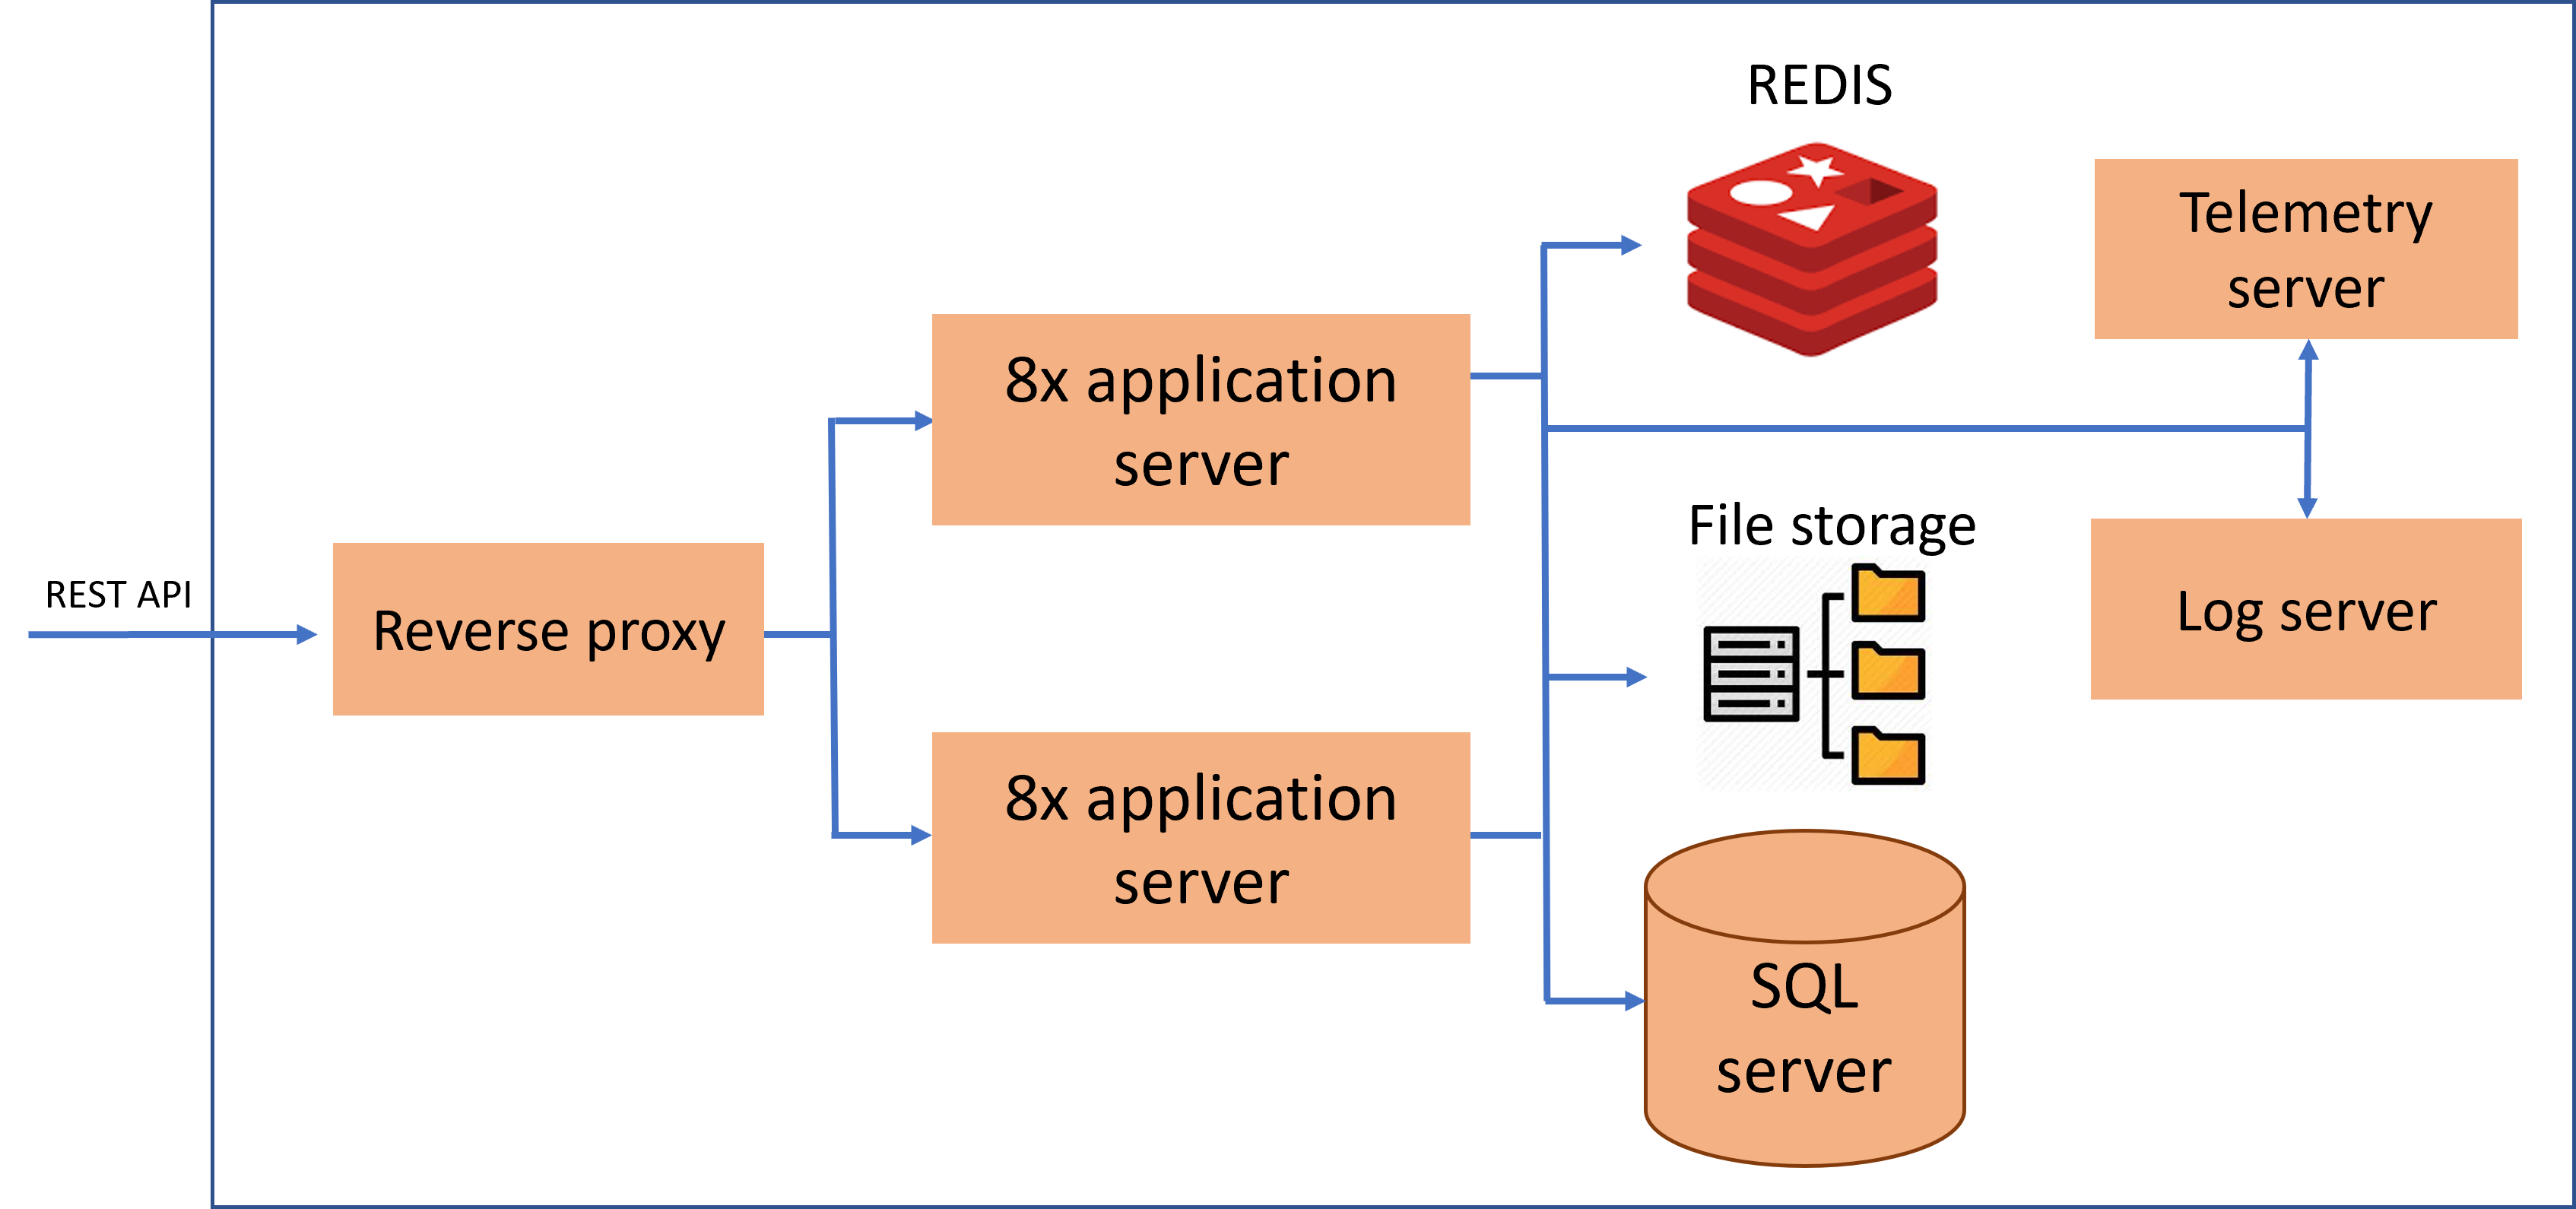 REST API
Reverse proxy
8x application
server
8x application
server
REDIS
File storage
SQL
server
Telemetry
server
Log server